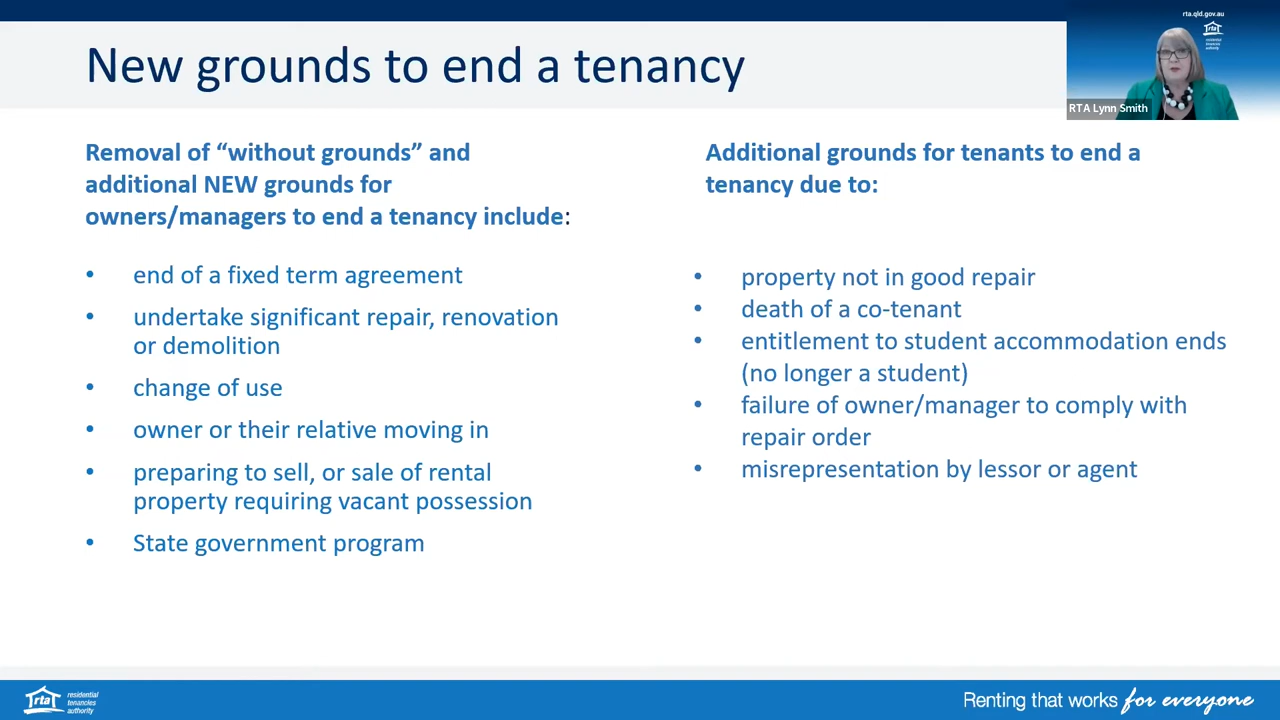 rta.qld.gov.au
rta
residential
tenancies
authority
RTA Lynn Smith
New grounds to end a tenancy
Removal of “without grounds” and
additional NEW grounds for
owners/managers to end a tenancy include:
• end of a fixed term agreement
• undertake significant repair, renovation
or demolition
• change of use
• owner or their relative moving in
• preparing to sell, or sale of rental
property requiring vacant possession
• State government program
Additional grounds for tenants to end a
tenancy due to:
• property not in good repair
• death of a co-tenant
• entitlement to student accommodation ends
(no longer a student)
• failure of owner/manager to comply with
repair order
• misrepresentation by lessor or agent
rta
residential
tenancies
authority
Renting that works for everyone